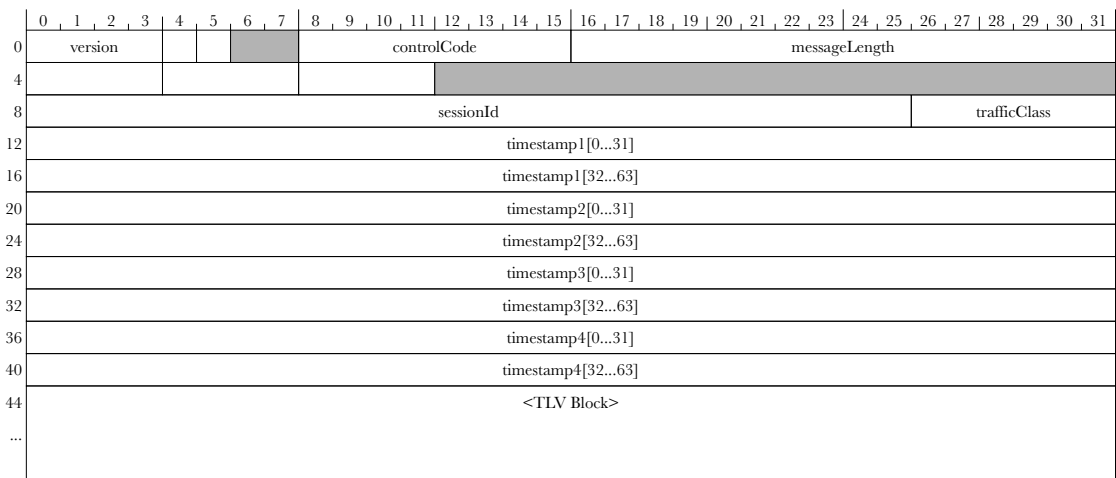 0 1 2 3 4 5 6 7 8 9 10 11 12 13 14 15 16 17 18 19 20 21 22 23 24 25 26 27 28 29 30 31
0 version controlCode messageLength
4
8 sessionId trafficClass
12 timestamp1[0...31]
16 timestamp1[32...63]
20 timestamp2[0...31]
24 timestamp2[32...63]
28 timestamp3[0...31]
32 timestamp3[32...63]
36 timestamp4[0...31]
40 timestamp4[32...63]
44 <TLV Block>
...